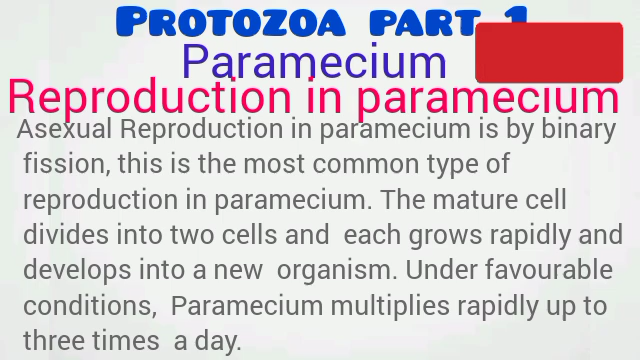 PROTOZOA PART 1
Paramecium
Reproduction in paramecium
Asexual Reproduction in paramecium is by binary
fission, this is the most common type of
reproduction in paramecium. The mature cell
divides into two cells and each grows rapidly and
develops into a new organism. Under favourable
conditions, Paramecium multiplies rapidly up to
three times a day.